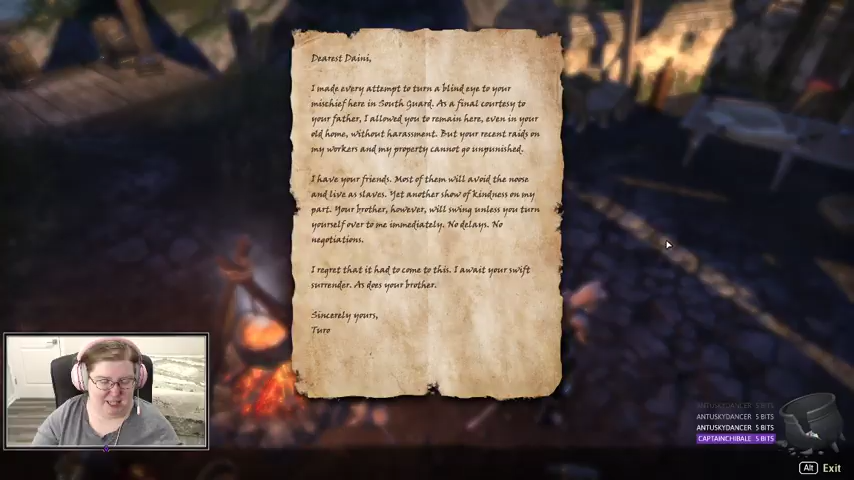 Dearest Daini,
I made every attempt to turn a blind eye to your
mischief here in South Guard. As a final courtesy to
your father, I allowed you to remain here, even in your
old home, without harassment. But your recent raids on
my workers and my property cannot go unpunished.
I have your friends. Most of them will avoid the noose
and live as slaves. Yet another show of kindness on my
part. Your brother, however, will swing unless you turn
yourself over to me immediately. No delays. No
negotiations.
I regret that it had to come to this. I await your swift
surrender. As does your brother.
Sincerely yours,
Turo
ANTUSKYDANCER 5 BITS
ANTUSKYDANCER 5 BITS
ANTUSKYDANCER 5 BITS
CAPTAINCHIBALE 5 BITS
Alt Exit